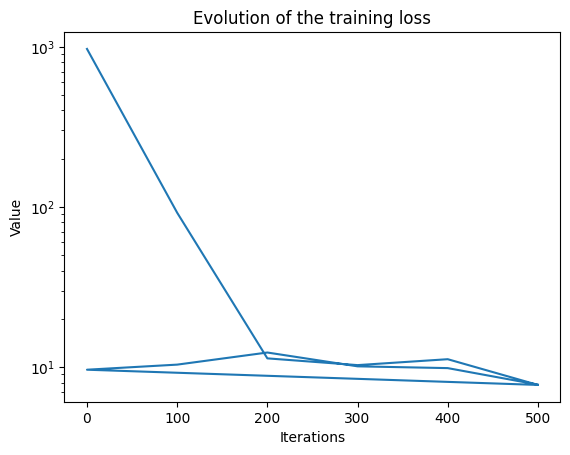 Evolution of the training loss
10³
10²
10¹
Value
0 100 200 300 400 500
Iterations